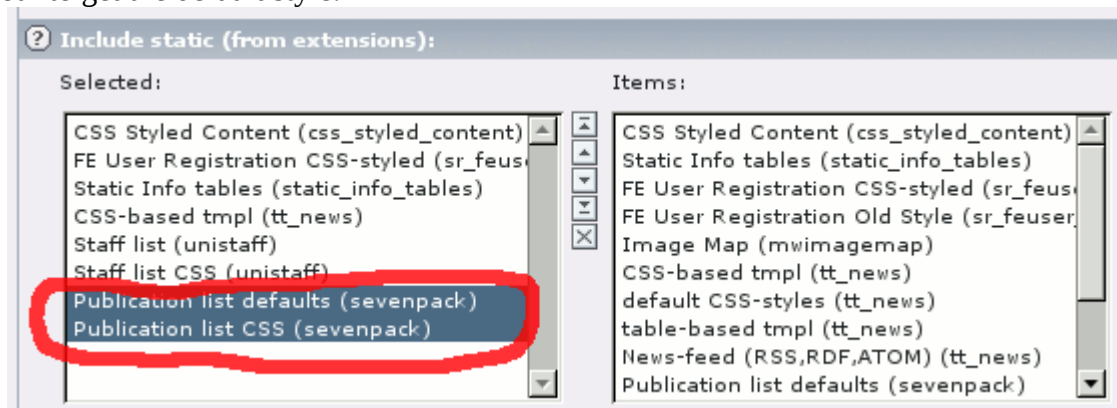 Include static (from extensions):
Selected:
Items:
CSS Styled Content (css_styled_content)
FE User Registration CSS-styled (sr_feuse
Static Info tables (static_info_tables)
CSS-based tmpl (tt_news)
Staff list (unistaff)
Staff list CSS (unistaff)
Publication list defaults (sevenpack)
Publication list CSS (sevenpack)
CSS Styled Content (css_styled_content)
Static Info tables (static_info_tables)
FE User Registration CSS-styled (sr_feuse
FE User Registration Old Style (sr_feuser_
Image Map (mwimagemap)
CSS-based tmpl (tt_news)
default CSS-styles (tt_news)
table-based tmpl (tt_news)
News-feed (RSS,RDF,ATOM) (tt_news)
Publication list defaults (sevenpack)